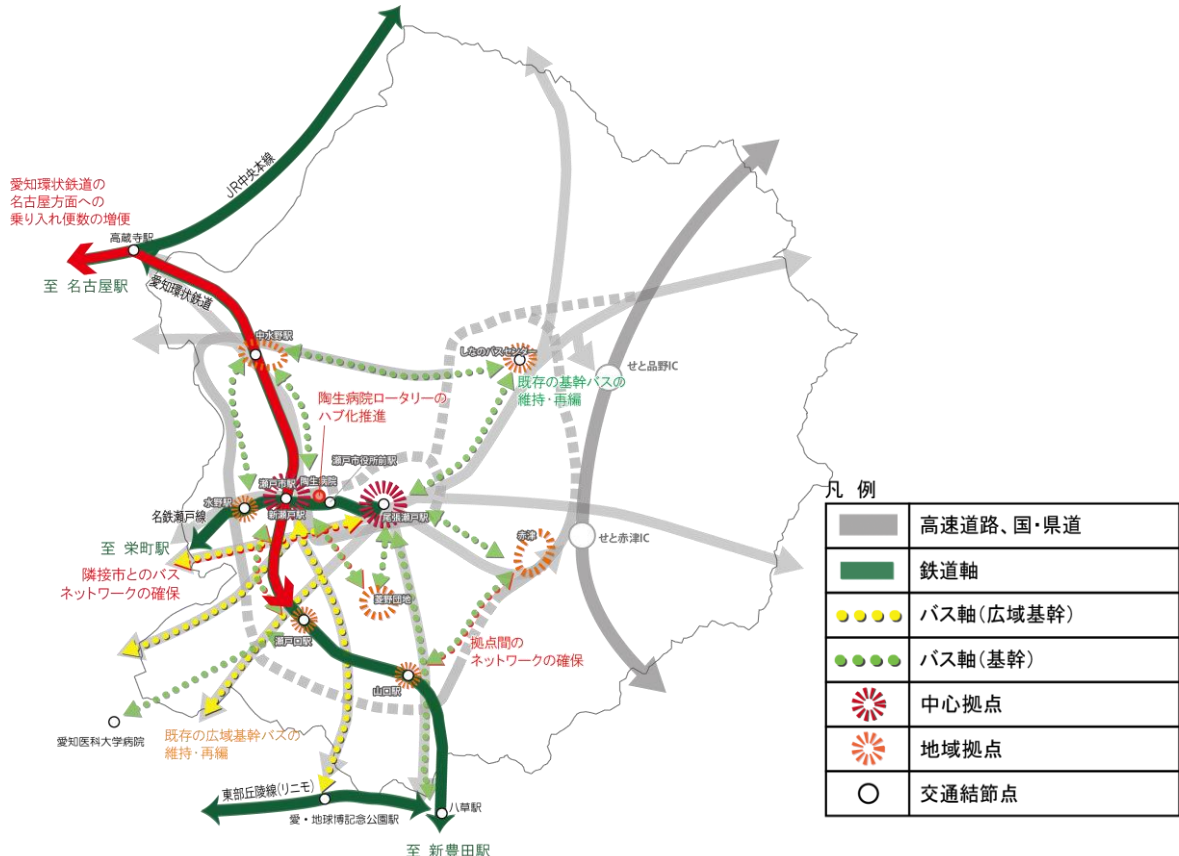 JR中央本線
愛知環状鉄道の
名古屋方面への
乗り入れ便数の増便
高蔵寺駅
至 名古屋駅
愛知環状鉄道
中水野駅
しなのバスセンター
せと品野IC
既存の基幹バスの
維持・再編
陶生病院ロータリーの
ハブ化推進
瀬戸市役所前駅
瀬戸市駅
陶生病院
水野駅
新瀬戸駅
尾張瀬戸駅
名鉄瀬戸線
至 栄町駅
赤津
せと赤津IC
隣接市とのバス
ネットワークの確保
菱野団地
瀬戸口駅
拠点間の
ネットワークの確保
山口駅
愛知医科大学病院
既存の広域基幹バスの
維持・再編
東部丘陵線(リニモ)
愛・地球博記念公園駅
八草駅
至 新豊田駅
凡 例
高速道路、国・県道
鉄道軸
バス軸(広域基幹)
バス軸(基幹)
中心拠点
地域拠点
交通結節点